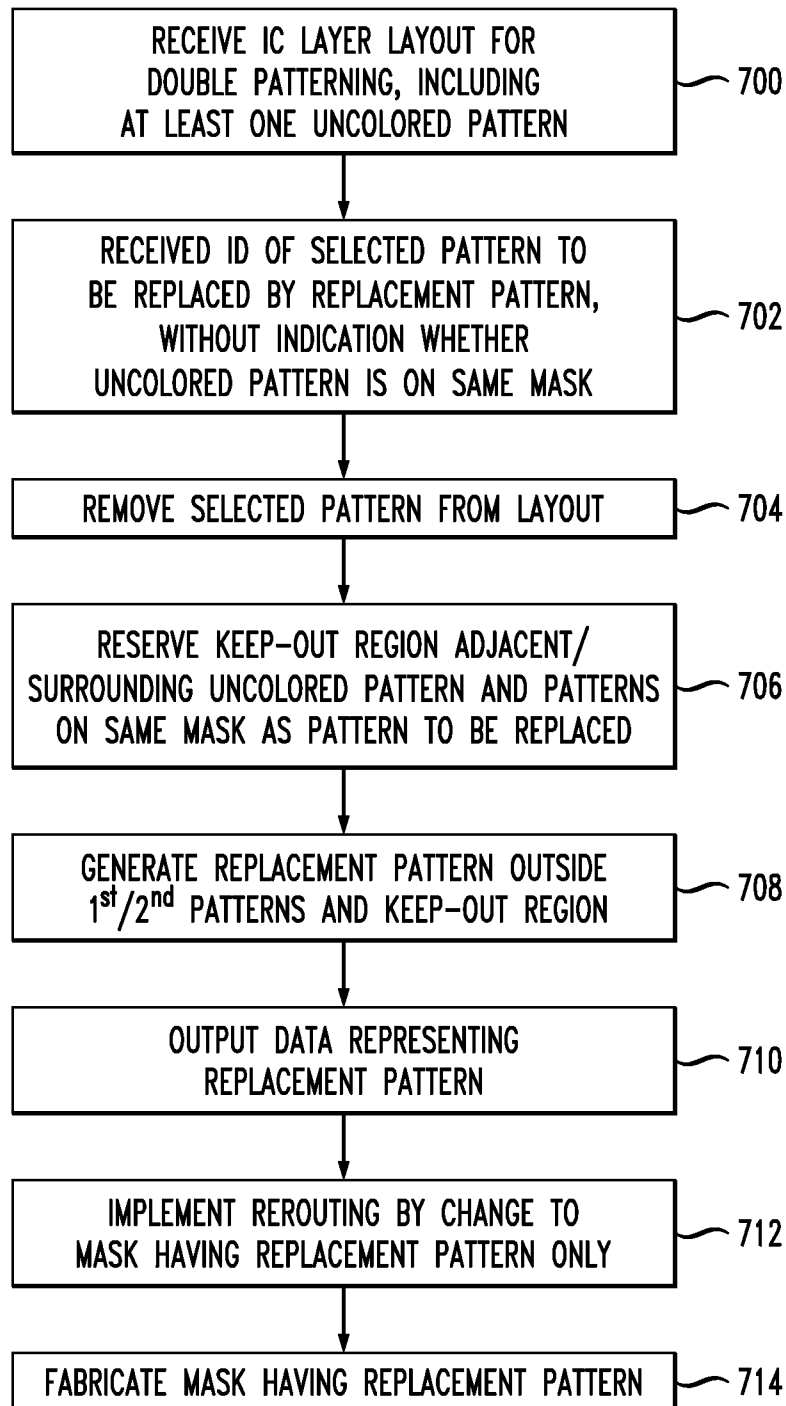 RECEIVE IC LAYER LAYOUT FOR
DOUBLE PATTERNING, INCLUDING
AT LEAST ONE UNCOLORED PATTERN
700
RECEIVED ID OF SELECTED PATTERN TO
BE REPLACED BY REPLACEMENT PATTERN,
WITHOUT INDICATION WHETHER
UNCOLORED PATTERN IS ON SAME MASK
702
REMOVE SELECTED PATTERN FROM LAYOUT
704
RESERVE KEEP-OUT REGION ADJACENT/
SURROUNDING UNCOLORED PATTERN AND PATTERNS
ON SAME MASK AS PATTERN TO BE REPLACED
706
GENERATE REPLACEMENT PATTERN OUTSIDE
1st/2nd PATTERNS AND KEEP-OUT REGION
708
OUTPUT DATA REPRESENTING
REPLACEMENT PATTERN
710
IMPLEMENT REROUTING BY CHANGE TO
MASK HAVING REPLACEMENT PATTERN ONLY
712
FABRICATE MASK HAVING REPLACEMENT PATTERN
714